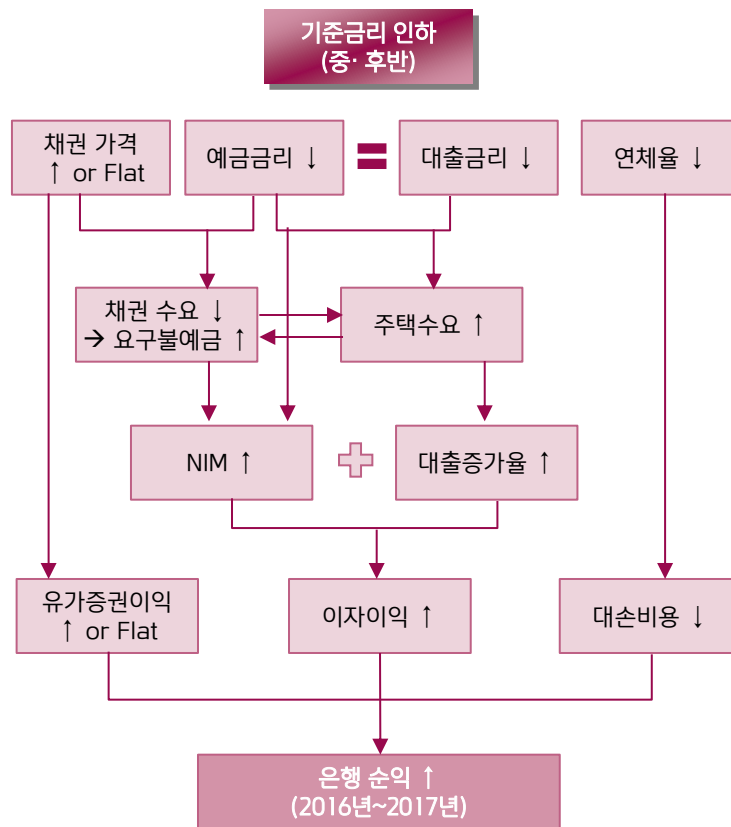 기준금리 인하
(중· 후반)
채권 가격
↑ or Flat
예금금리 ↓
대출금리 ↓
연체율 ↓
채권 수요 ↓
→ 요구불예금 ↑
주택수요 ↑
NIM ↑
대출증가율 ↑
유가증권이익
↑ or Flat
이자이익 ↑
대손비용 ↓
은행 순익 ↑
(2016년~2017년)